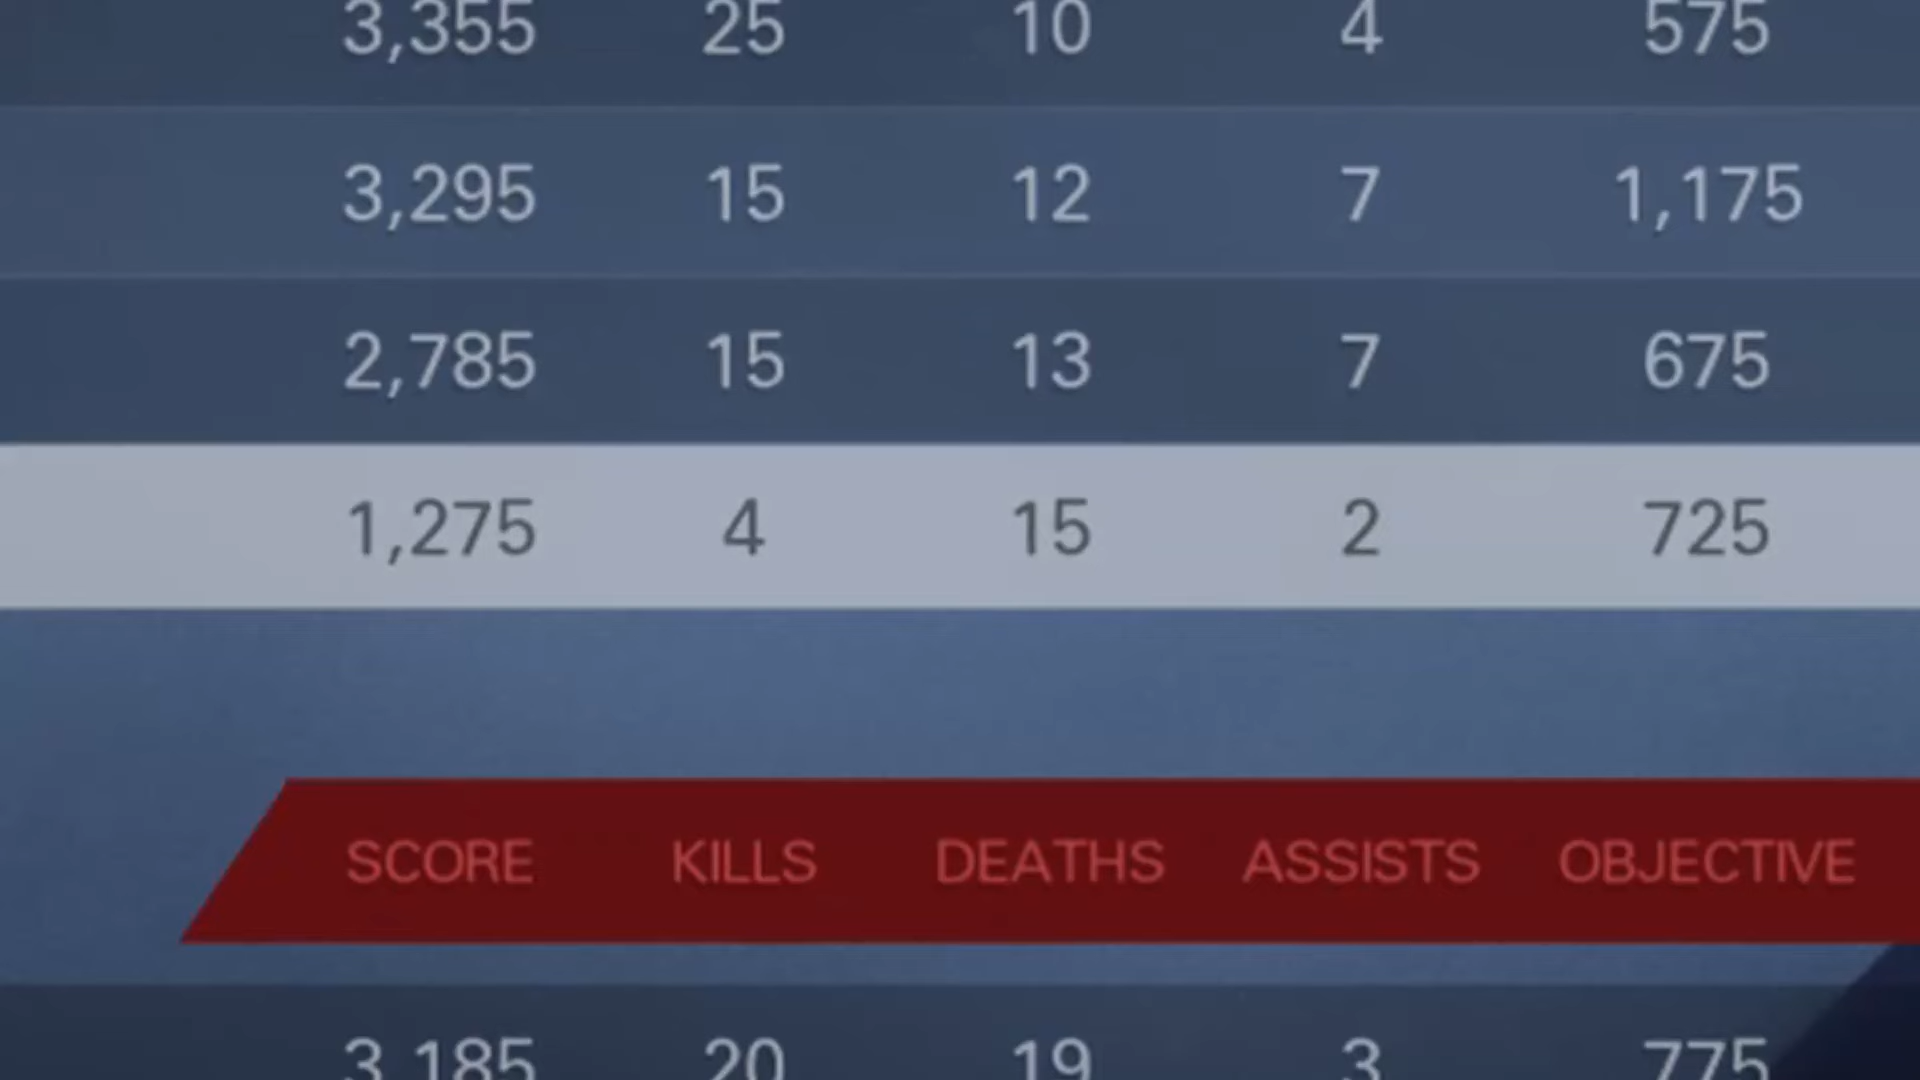 3,355 25 10 4 575
3,295 15 12 7 1,175
2,785 15 13 7 675
1,275 4 15 2 725
SCORE KILLS DEATHS ASSISTS OBJECTIVE
3,185 20 19 3 775